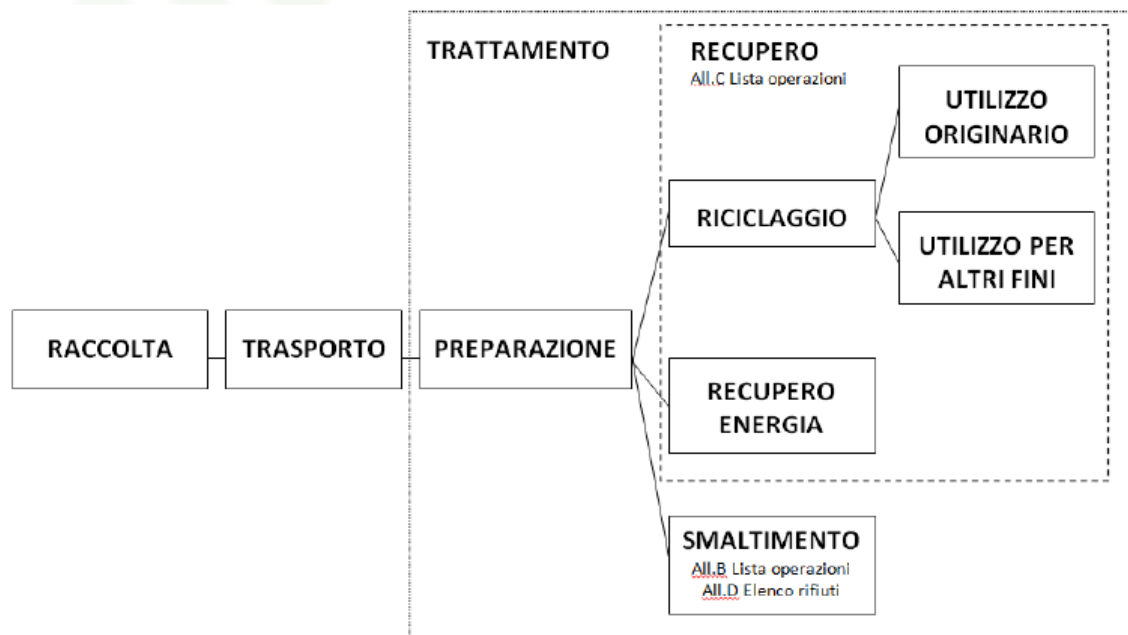 TRATTAMENTO
RECUPERO
All.C Lista operazioni
UTILIZZO
ORIGINARIO
RICICLAGGIO
UTILIZZO PER
ALTRI FINI
RACCOLTA
TRASPORTO
PREPARAZIONE
RECUPERO
ENERGIA
SMALTIMENTO
All.B Lista operazioni
All.D Elenco rifiuti